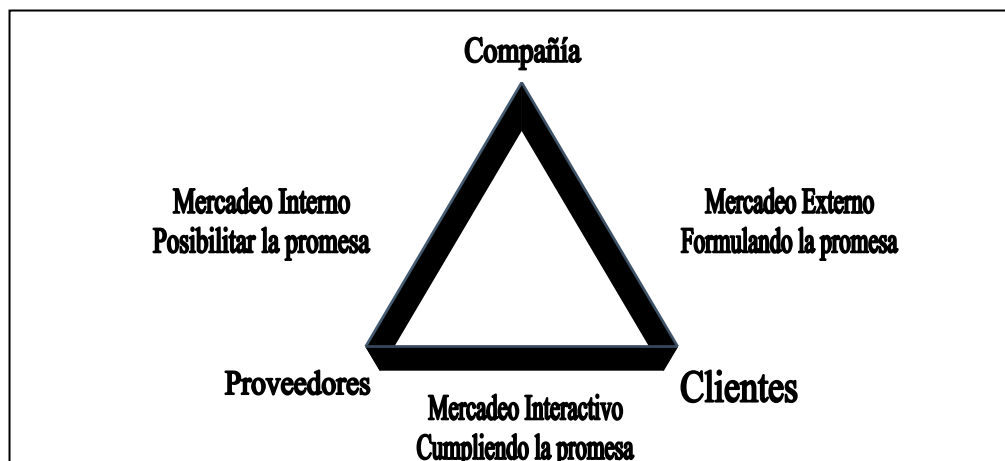 Compañía
Mercadeo Interno
Posibilitar la promesa
Mercadeo Externo
Formulando la promesa
Proveedores
Clientes
Mercadeo Interactivo
Cumpliendo la promesa